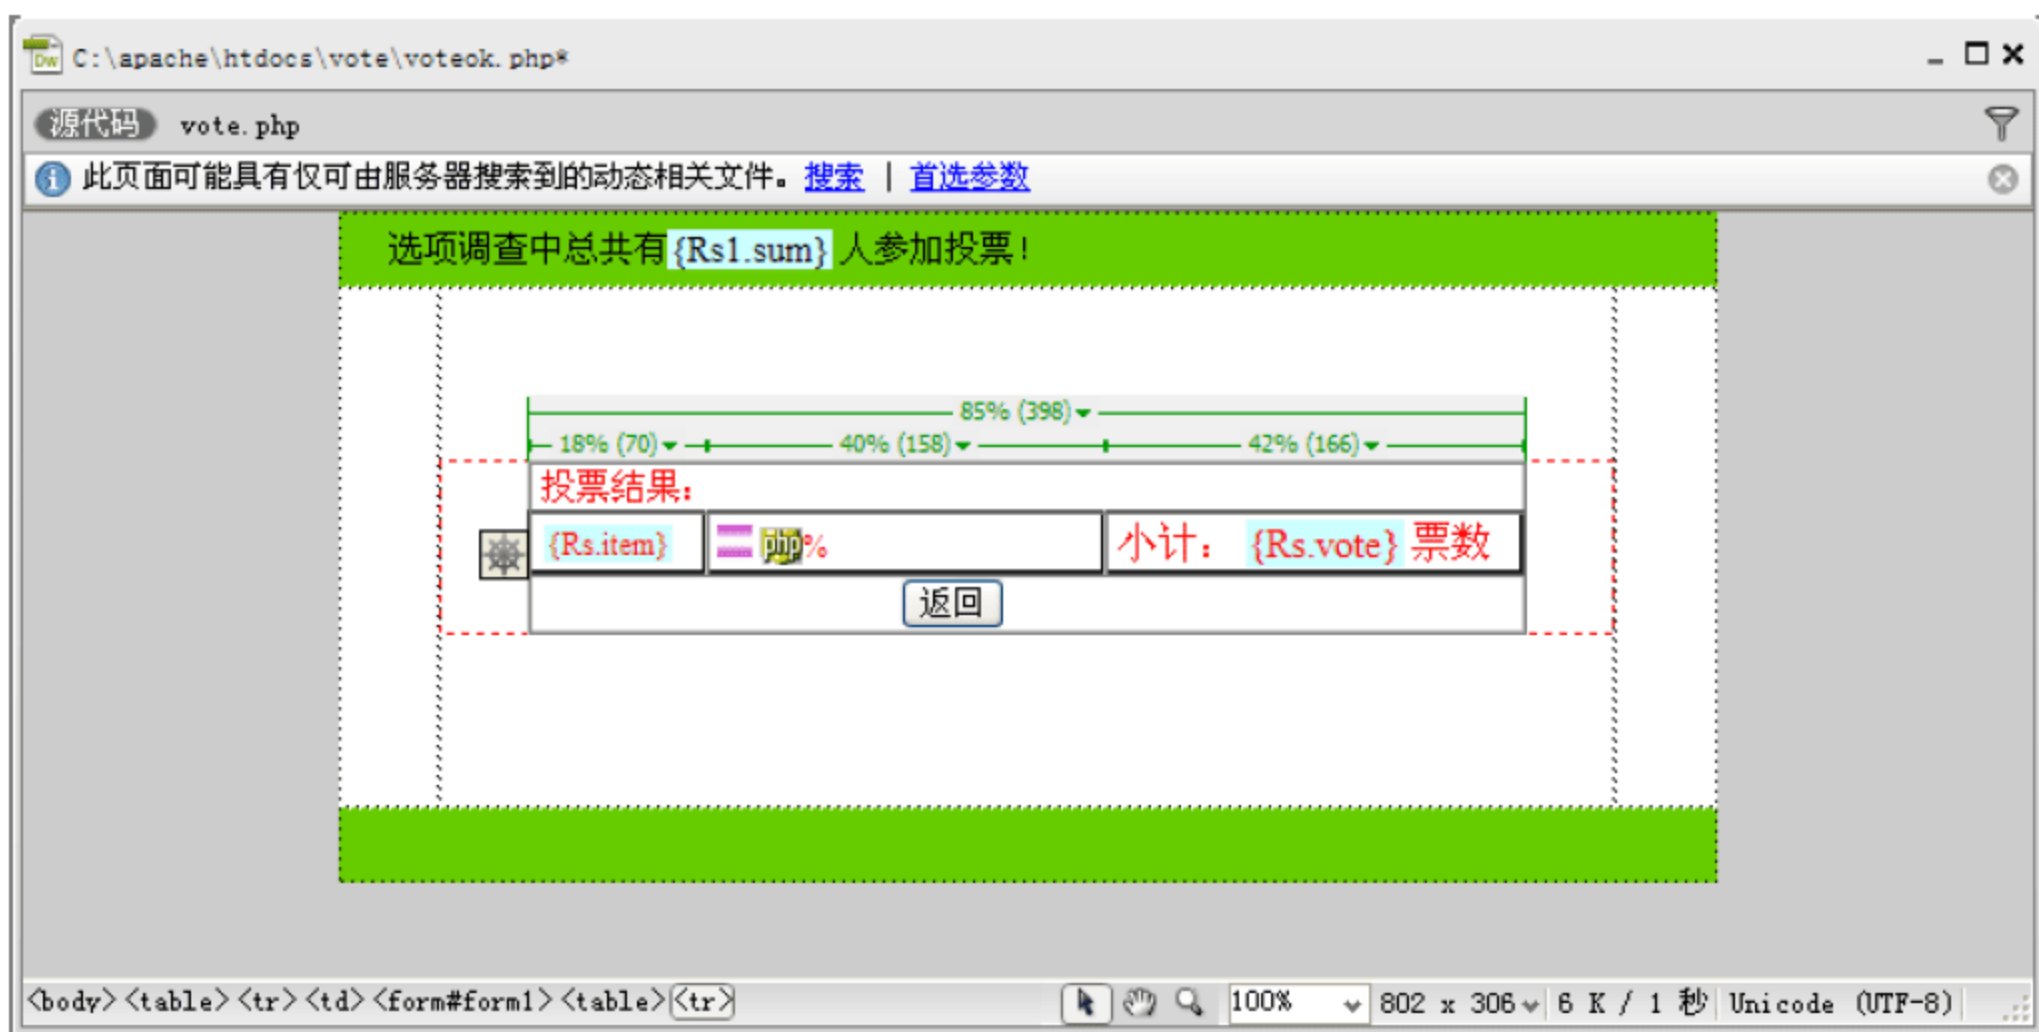 C:\apache\htdocs\vote\voteok.php*
源代码 vote.php
此页面可能具有仅可由服务器搜索到的动态相关文件。搜索 | 首选参数
选项调查中总共有{Rs1.sum}人参加投票!
85% (398)
18% (70) 40% (158) 42% (166)
投票结果:
{Rs.item} php% 小计: {Rs.vote} 票数
返回
<body><table><tr><td><form#form1><table><tr> 100% 802 x 306 6 K / 1 秒 Unicode (UTF-8)